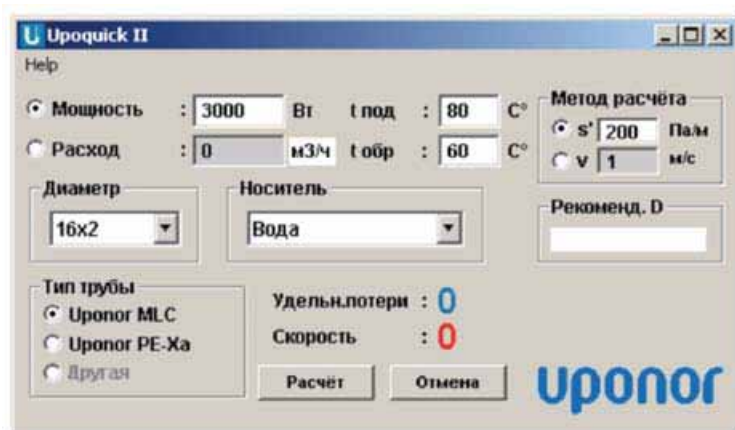 Upoquick II
Help
Мощность : 3000 Вт t под : 80 C°
Расход : 0 м3/ч t обр : 60 C°
Метод расчёта
s' 200 Па/м
v 1 м/с
Диаметр
16x2
Носитель
Вода
Рекоменд. D
Тип трубы
Uponor MLC
Uponor PE-Xa
Другая
Удельн.потери : 0
Скорость : 0
Расчёт Отмена
uponor